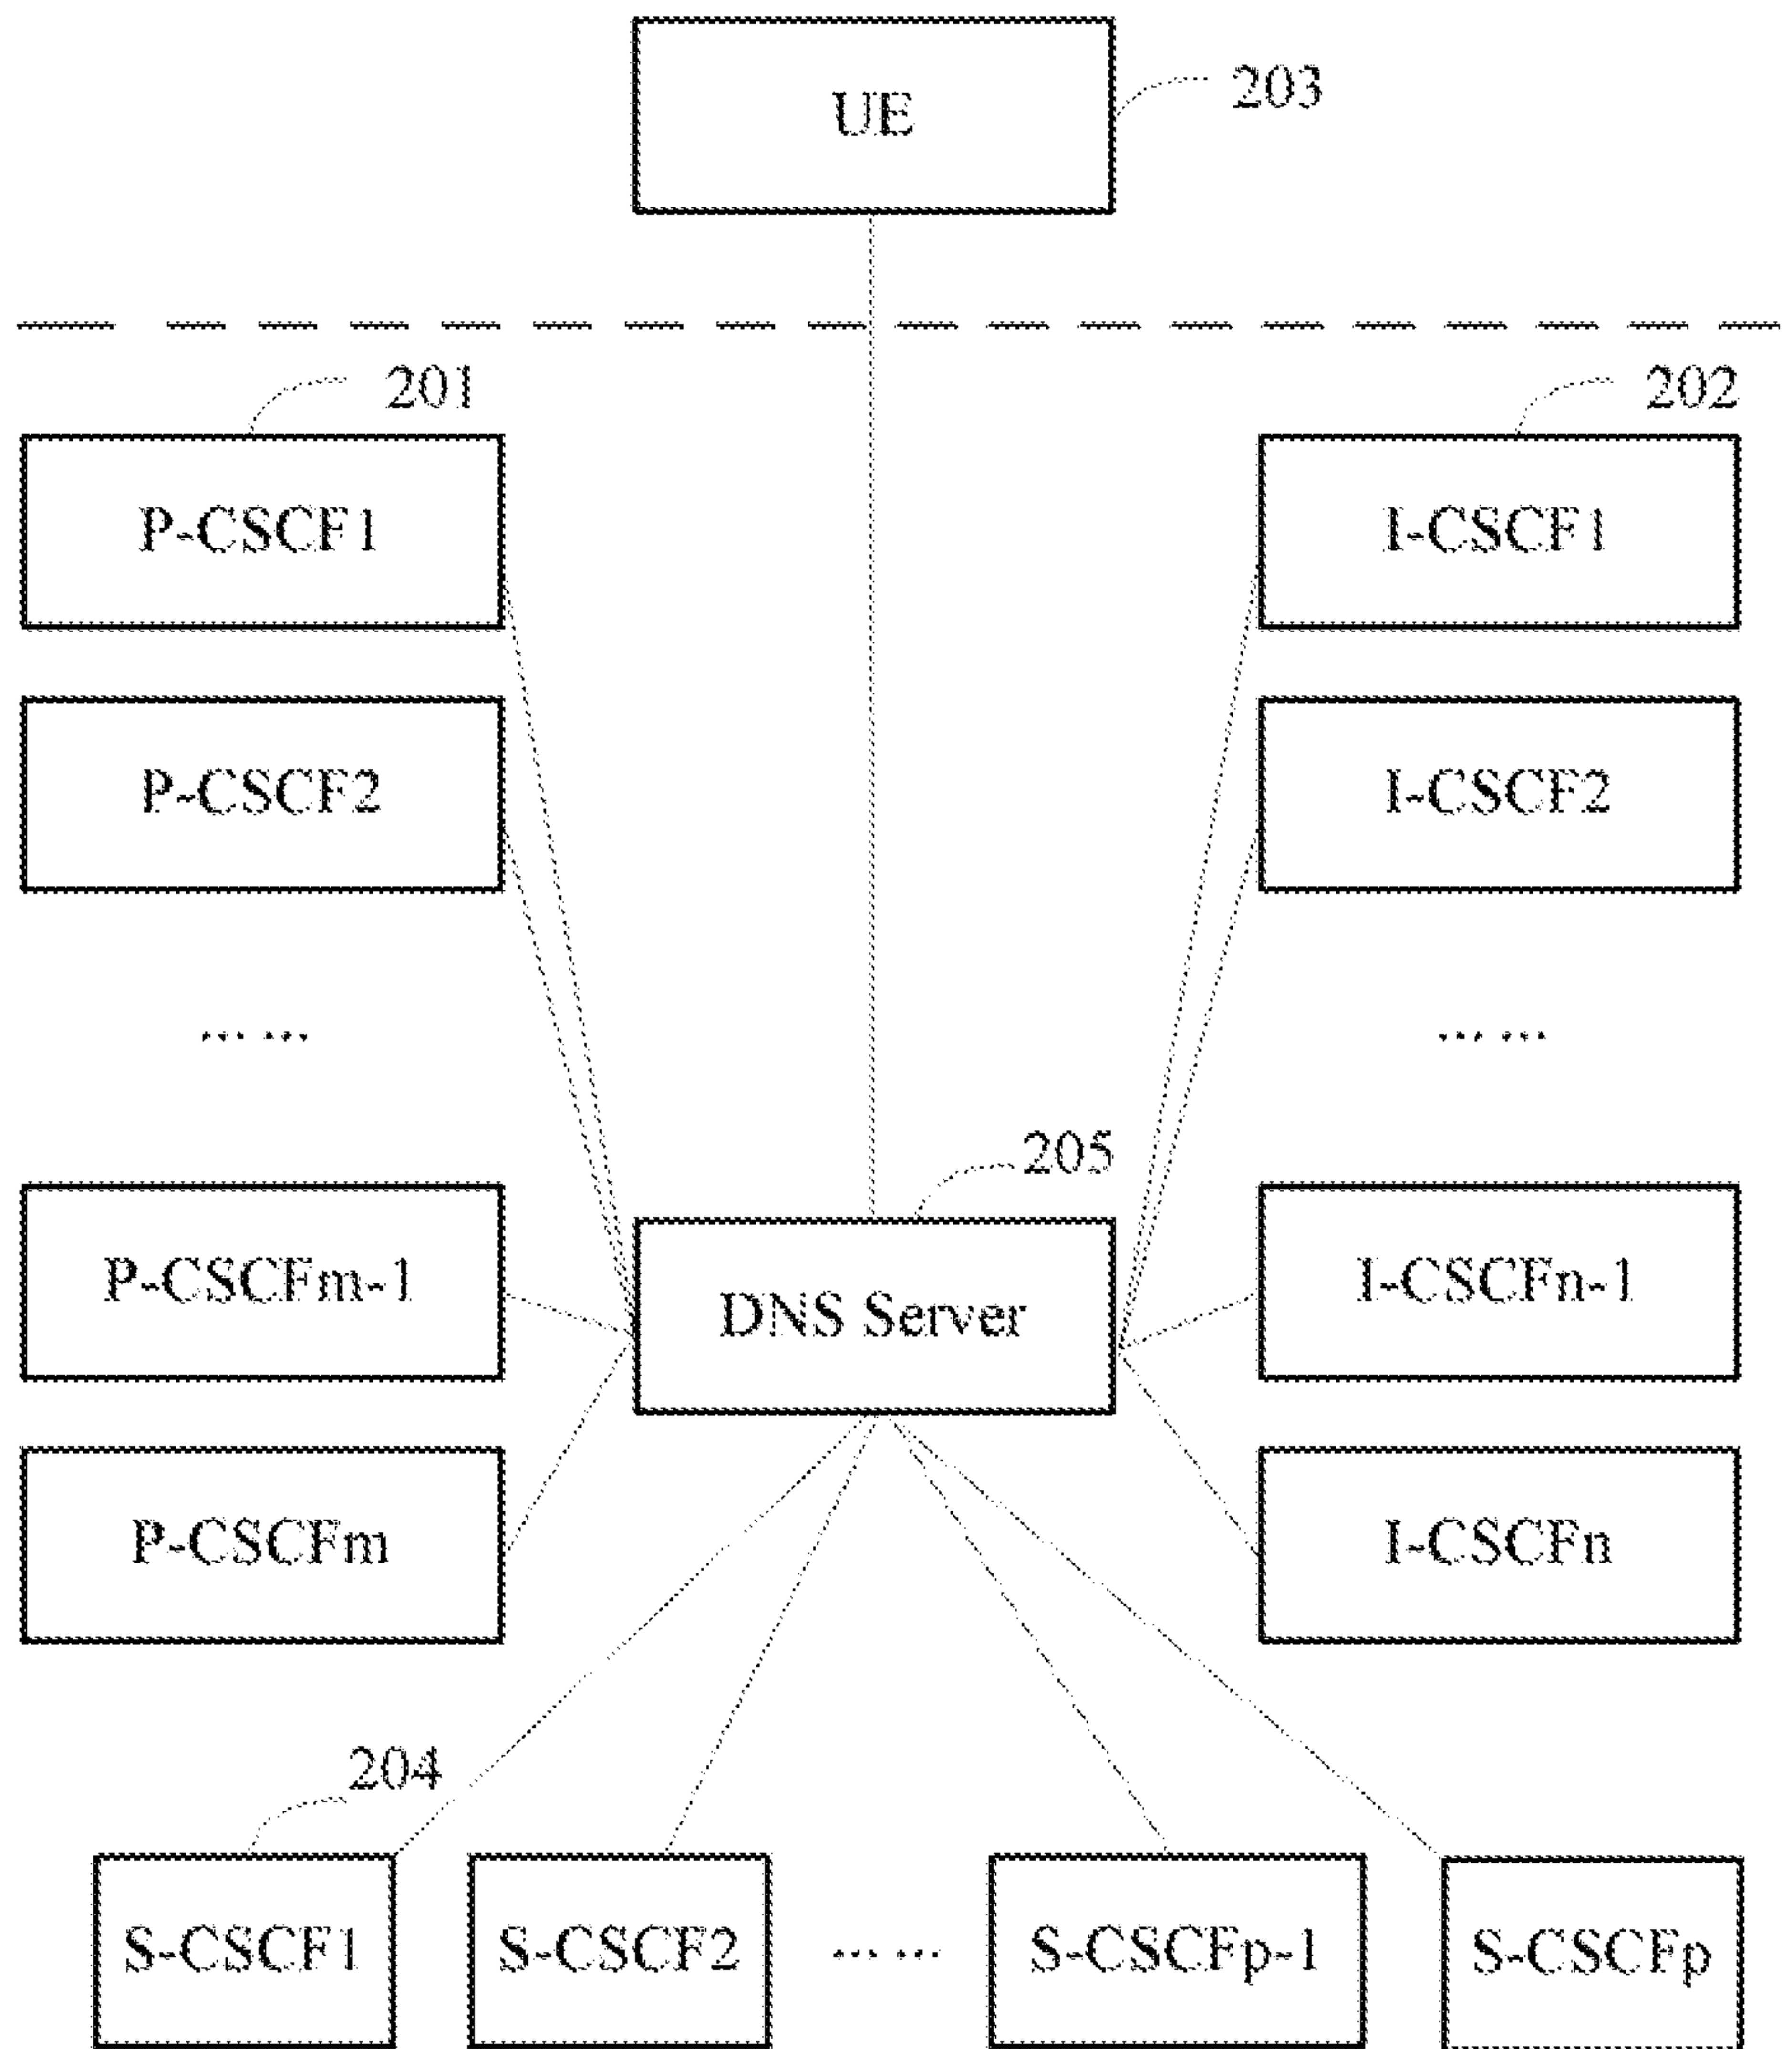 UE
203
201
202
P-CSCF1
I-CSCF1
P-CSCF2
I-CSCF2
... ...
... ...
205
P-CSCFm-1
DNS Server
I-CSCFn-1
P-CSCFm
I-CSCFn
204
S-CSCF1
S-CSCF2
... ...
S-CSCFp-1
S-CSCFp